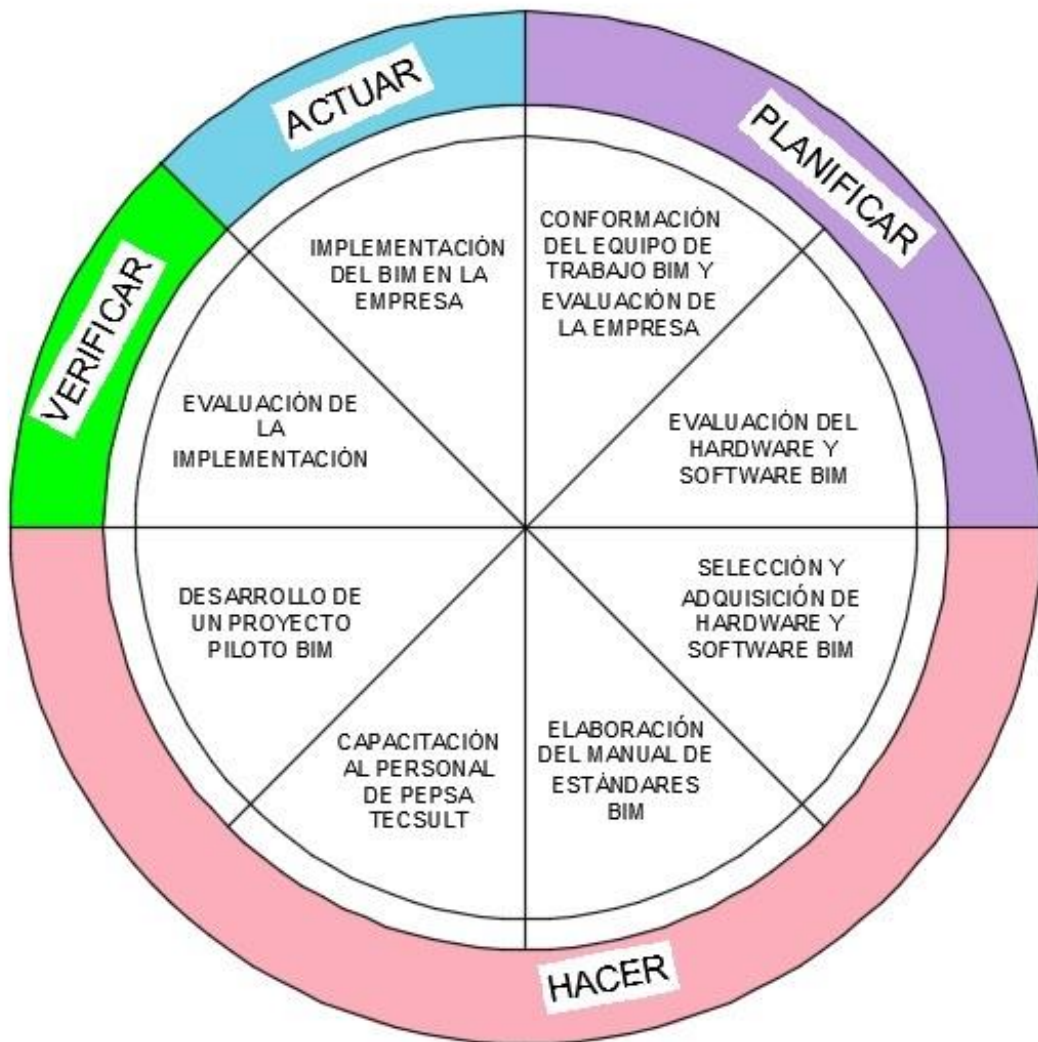 ACTUAR
PLANIFICAR
VERIFICAR
HACER
IMPLEMENTACIÓN
DEL BIM EN LA
EMPRESA
CONFORMACIÓN
DEL EQUIPO DE
TRABAJO BIM Y
EVALUACIÓN DE
LA EMPRESA
EVALUACIÓN DEL
HARDWARE Y
SOFTWARE BIM
SELECCIÓN Y
ADQUISICIÓN DE
HARDWARE Y
SOFTWARE BIM
ELABORACIÓN
DEL MANUAL DE
ESTÁNDARES
BIM
CAPACITACIÓN
AL PERSONAL
DE PEPSA
TECSULT
DESARROLLO DE
UN PROYECTO
PILOTO BIM
EVALUACIÓN DE
LA
IMPLEMENTACIÓN